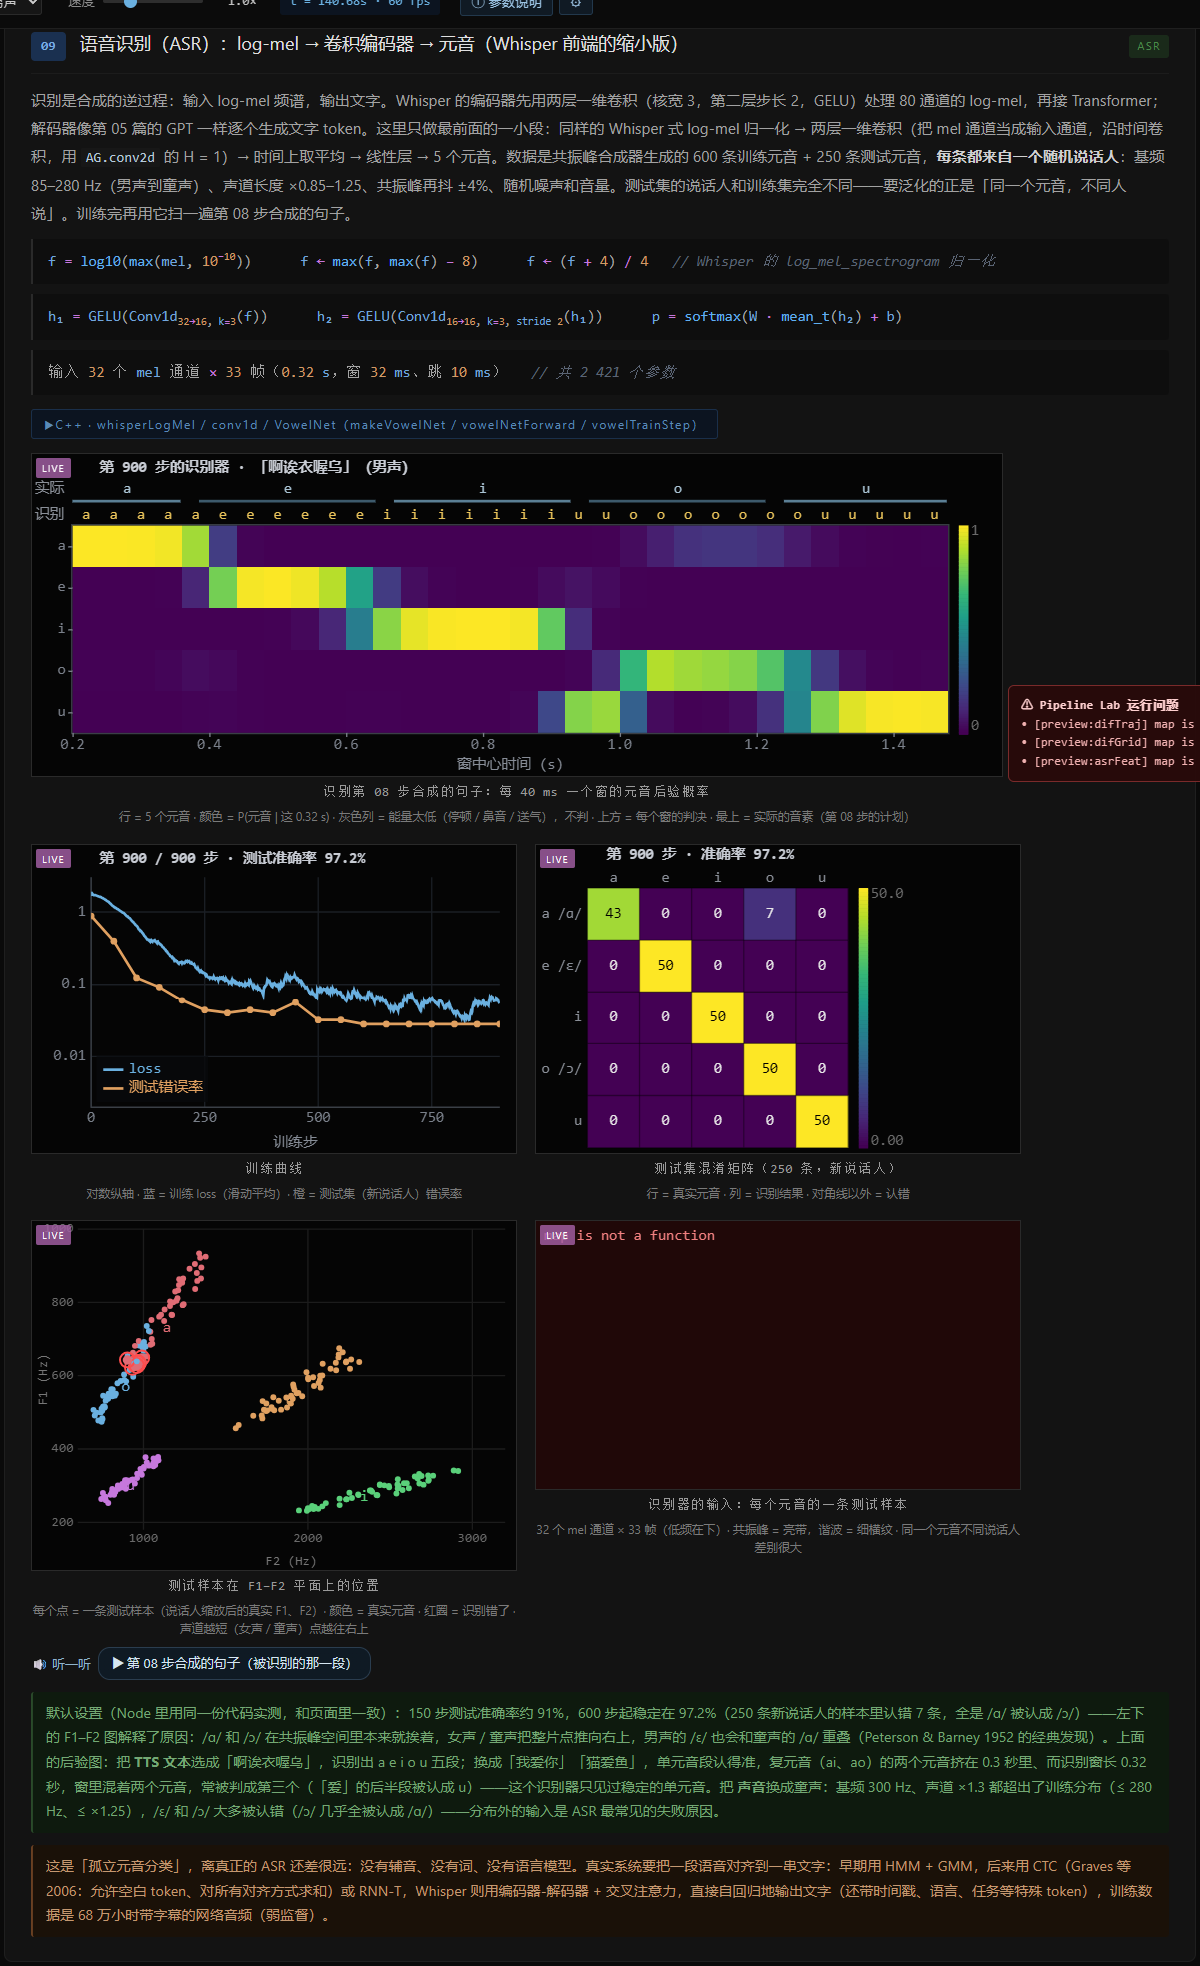 男声 速度 1.0x t = 140.68s · 60 fps ⓘ 参数说明 ⚙
09 语音识别（ASR）：log-mel → 卷积编码器 → 元音（Whisper 前端的缩小版） ASR
识别是合成的逆过程：输入 log-mel 频谱，输出文字。Whisper 的编码器先用两层一维卷积（核宽 3，第二层步长 2，GELU）处理 80 通道的 log-mel，再接 Transformer；
解码器像第 05 篇的 GPT 一样逐个生成文字 token。这里只做最前面的一小段：同样的 Whisper 式 log-mel 归一化 → 两层一维卷积（把 mel 通道当成输入通道，沿时间卷
积，用 AG.conv2d 的 H = 1）→ 时间上取平均 → 线性层 → 5 个元音。数据是共振峰合成器生成的 600 条训练元音 + 250 条测试元音，每条都来自一个随机说话人：基频
85–280 Hz（男声到童声）、声道长度 ×0.85–1.25、共振峰再抖 ±4%、随机噪声和音量。测试集的说话人和训练集完全不同——要泛化的正是「同一个元音，不同人
说」。训练完再用它扫一遍第 08 步合成的句子。
f = log10(max(mel, 10⁻¹⁰)) f ← max(f, max(f) − 8) f ← (f + 4) / 4 // Whisper 的 log_mel_spectrogram 归一化
h₁ = GELU(Conv1d32→16, k=3(f)) h₂ = GELU(Conv1d16→16, k=3, stride 2(h₁)) p = softmax(W · mean_t(h₂) + b)
输入 32 个 mel 通道 × 33 帧（0.32 s，窗 32 ms、跳 10 ms） // 共 2 421 个参数
▶C++ · whisperLogMel / conv1d / VowelNet（makeVowelNet / vowelNetForward / vowelTrainStep）
LIVE 第 900 步的识别器 · 「啊诶衣喔乌」（男声）
实际 a e i o u
识别 a a a a a e e e e e e i i i i i i i u u o o o o o o o u u u u u
a
e
i
o
u
1
0
0.2 0.4 0.6 0.8 1.0 1.2 1.4
窗中心时间 (s)
⚠ Pipeline Lab 运行问题
• [preview:difTraj] map is
• [preview:difGrid] map is
• [preview:asrFeat] map is
识别第 08 步合成的句子：每 40 ms 一个窗的元音后验概率
行 = 5 个元音 · 颜色 = P(元音 | 这 0.32 s) · 灰色列 = 能量太低（停顿 / 鼻音 / 送气），不判 · 上方 = 每个窗的判决 · 最上 = 实际的音素（第 08 步的计划）
LIVE 第 900 / 900 步 · 测试准确率 97.2%
1
0.1
0.01
loss
测试错误率
0 250 500 750
训练步
训练曲线
对数纵轴 · 蓝 = 训练 loss（滑动平均） · 橙 = 测试集（新说话人）错误率
LIVE 第 900 步 · 准确率 97.2%
a e i o u
a /ɑ/ 43 0 0 7 0
e /ɛ/ 0 50 0 0 0
i 0 0 50 0 0
o /ɔ/ 0 0 0 50 0
u 0 0 0 0 50
50.0
0.00
测试集混淆矩阵（250 条，新说话人）
行 = 真实元音 · 列 = 识别结果 · 对角线以外 = 认错
LIVE
800
600
400
200
F1 (Hz)
a
o
i
1000 2000 3000
F2 (Hz)
测试样本在 F1–F2 平面上的位置
每个点 = 一条测试样本（说话人缩放后的真实 F1、F2） · 颜色 = 真实元音 · 红圈 = 识别错了 ·
声道越短（女声 / 童声）点越往右上
LIVE is not a function
识别器的输入：每个元音的一条测试样本
32 个 mel 通道 × 33 帧（低频在下） · 共振峰 = 亮带，谐波 = 细横纹 · 同一个元音不同说话人
差别很大
🔊 听一听 ▶ 第 08 步合成的句子（被识别的那一段）
默认设置（Node 里用同一份代码实测，和页面里一致）：150 步测试准确率约 91%，600 步起稳定在 97.2%（250 条新说话人的样本里认错 7 条，全是 /ɑ/ 被认成 /ɔ/）——左下
的 F1–F2 图解释了原因：/ɑ/ 和 /ɔ/ 在共振峰空间里本来就挨着，女声 / 童声把整片点推向右上，男声的 /ɛ/ 也会和童声的 /ɑ/ 重叠（Peterson & Barney 1952 的经典发现）。上面
的后验图：把 TTS 文本选成「啊诶衣喔乌」，识别出 a e i o u 五段；换成「我爱你」「猫爱鱼」，单元音段认得准，复元音（ai、ao）的两个元音挤在 0.3 秒里、而识别窗长 0.32
秒，窗里混着两个元音，常被判成第三个（「爱」的后半段被认成 u）——这个识别器只见过稳定的单元音。把 声音换成童声：基频 300 Hz、声道 ×1.3 都超出了训练分布（≤ 280
Hz、≤ ×1.25），/ɛ/ 和 /ɔ/ 大多被认错（/ɔ/ 几乎全被认成 /ɑ/）——分布外的输入是 ASR 最常见的失败原因。
这是「孤立元音分类」，离真正的 ASR 还差很远：没有辅音、没有词、没有语言模型。真实系统要把一段语音对齐到一串文字：早期用 HMM + GMM，后来用 CTC（Graves 等
2006：允许空白 token、对所有对齐方式求和）或 RNN-T，Whisper 则用编码器-解码器 + 交叉注意力，直接自回归地输出文字（还带时间戳、语言、任务等特殊 token），训练数
据是 68 万小时带字幕的网络音频（弱监督）。